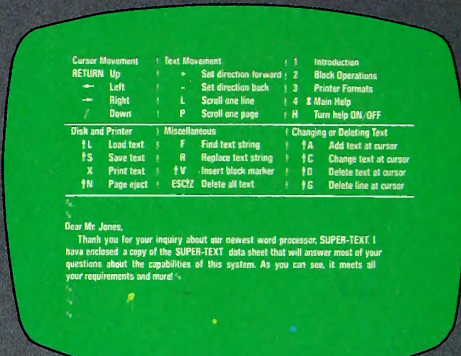 Cursor Movement ! Text Movement ! 1 Introduction
RETURN Up ! + Set direction forward ! 2 Block Operations
← Left ! - Set direction back ! 3 Printer Formats
→ Right ! L Scroll one line ! 4 & Main Help
/ Down ! P Scroll one page ! H Turn help ON/OFF
Disk and Printer ! Miscellaneous ! Changing or Deleting Text
↑L Load text ! F Find text string ! ↑A Add text at cursor
↑S Save text ! R Replace text string ! ↑C Change text at cursor
X Print text ! ↑V Insert block marker ! ↑D Delete text at cursor
↑N Page eject ! ESC↑Z Delete all text ! ↑G Delete line at cursor
Dear Mr. Jones,
Thank you for your inquiry about our newest word processor, SUPER-TEXT. I
have enclosed a copy of the SUPER-TEXT data sheet that will answer most of your
questions about the capabilities of this system. As you can see, it meets all
your requirements and more!